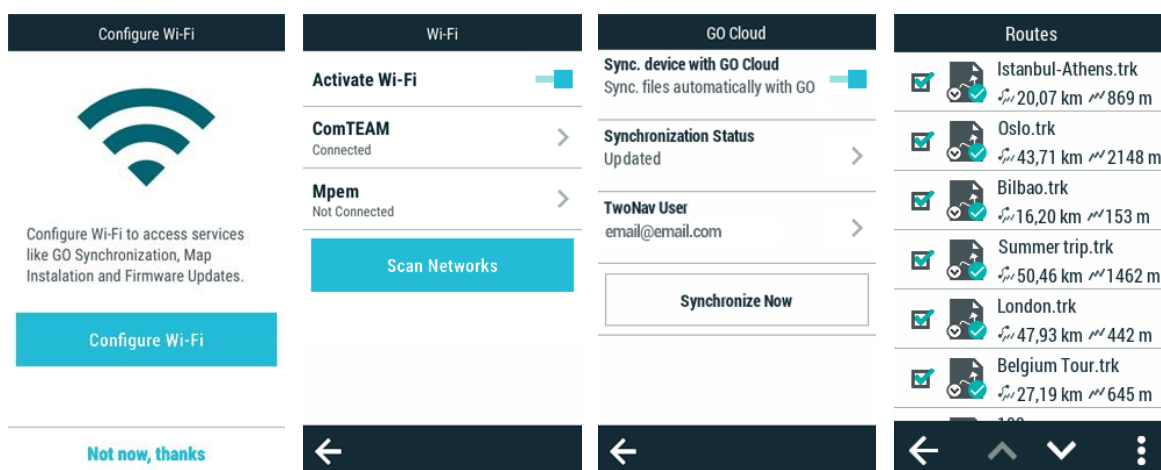 Configure Wi-Fi
Configure Wi-Fi to access services
like GO Synchronization, Map
Instalation and Firmware Updates.
Configure Wi-Fi
Not now, thanks
Wi-Fi
Activate Wi-Fi
ComTEAM
Connected
Mpem
Not Connected
Scan Networks
GO Cloud
Sync. device with GO Cloud
Sync. files automatically with GO
Synchronization Status
Updated
TwoNav User
email@email.com
Synchronize Now
Routes
Istanbul-Athens.trk
20,07 km 869 m
Oslo.trk
43,71 km 2148 m
Bilbao.trk
16,20 km 153 m
Summer trip.trk
50,46 km 1462 m
London.trk
47,93 km 442 m
Belgium Tour.trk
27,19 km 645 m